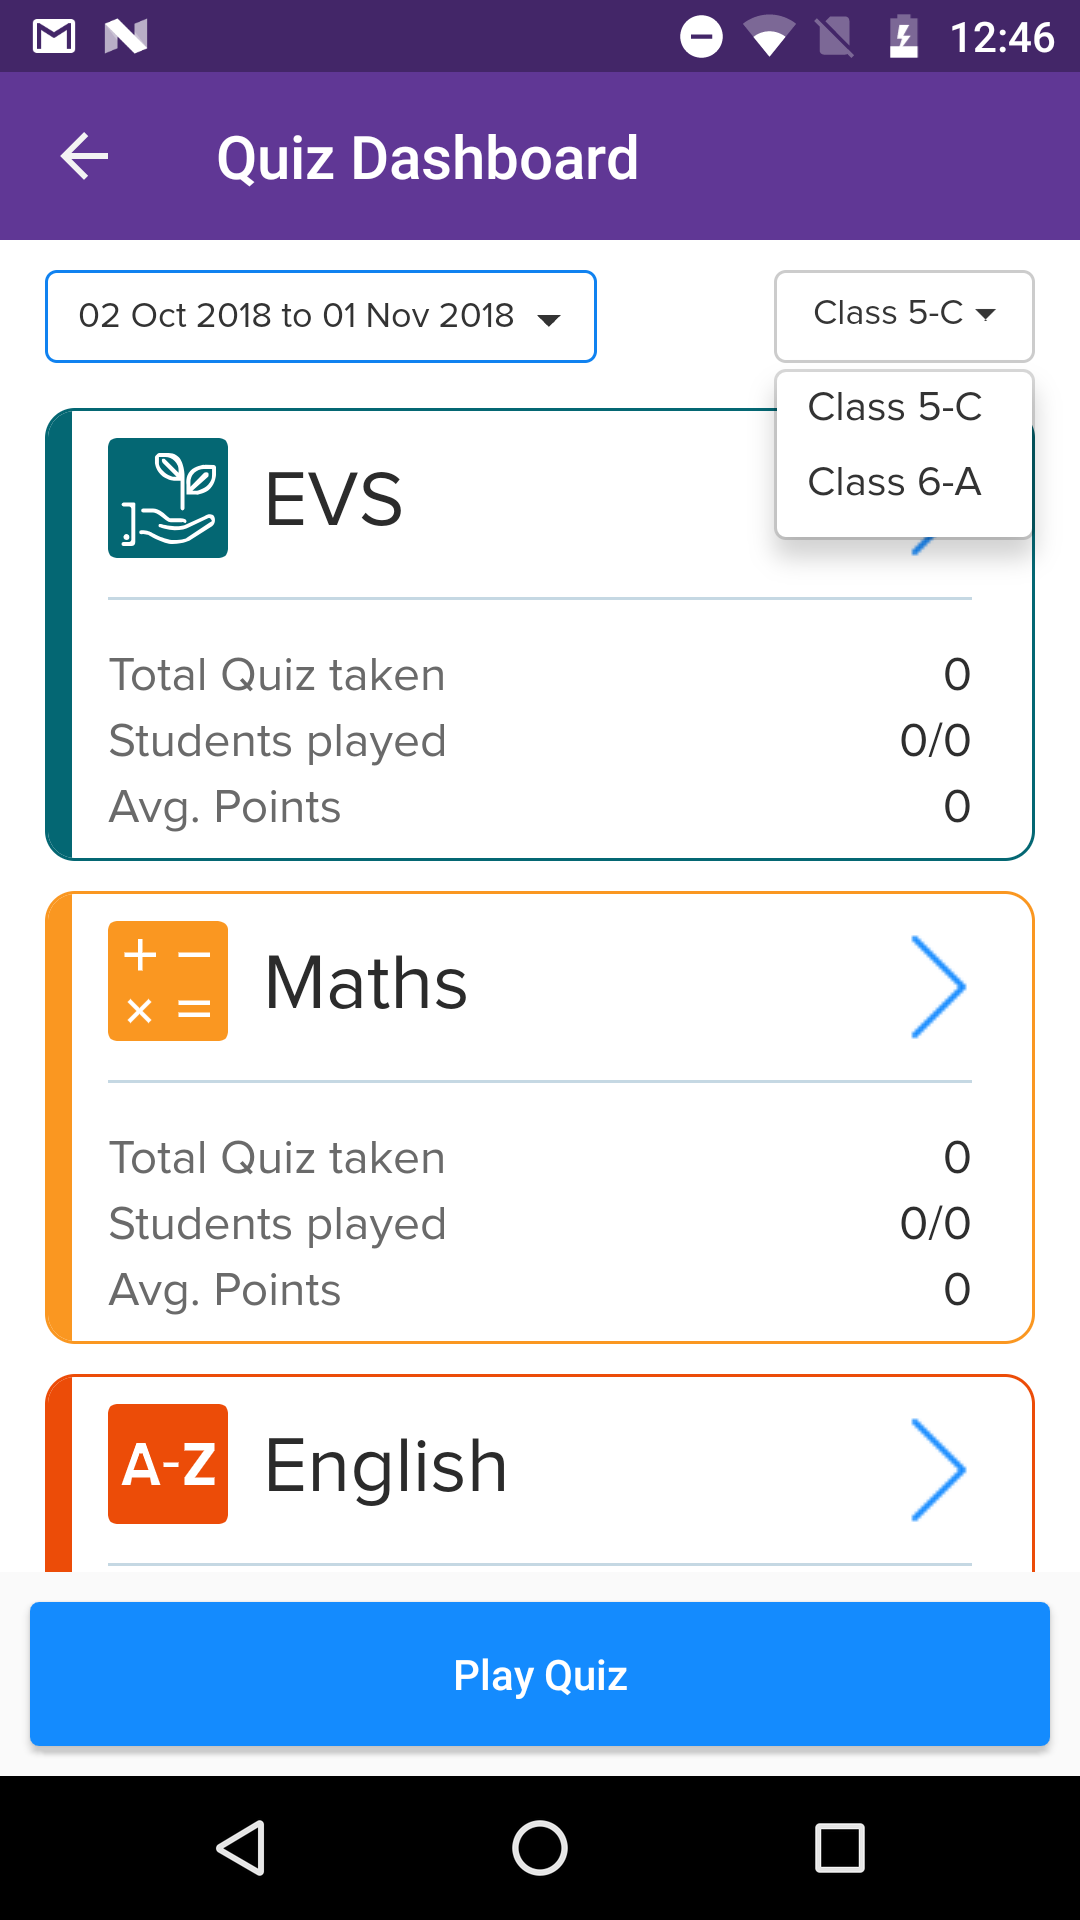 12:46
Quiz Dashboard
02 Oct 2018 to 01 Nov 2018
Class 5-C
Class 5-C
Class 6-A
EVS
Total Quiz taken 0
Students played 0/0
Avg. Points 0
+ −
× =
Maths
Total Quiz taken 0
Students played 0/0
Avg. Points 0
A-Z
English
Play Quiz